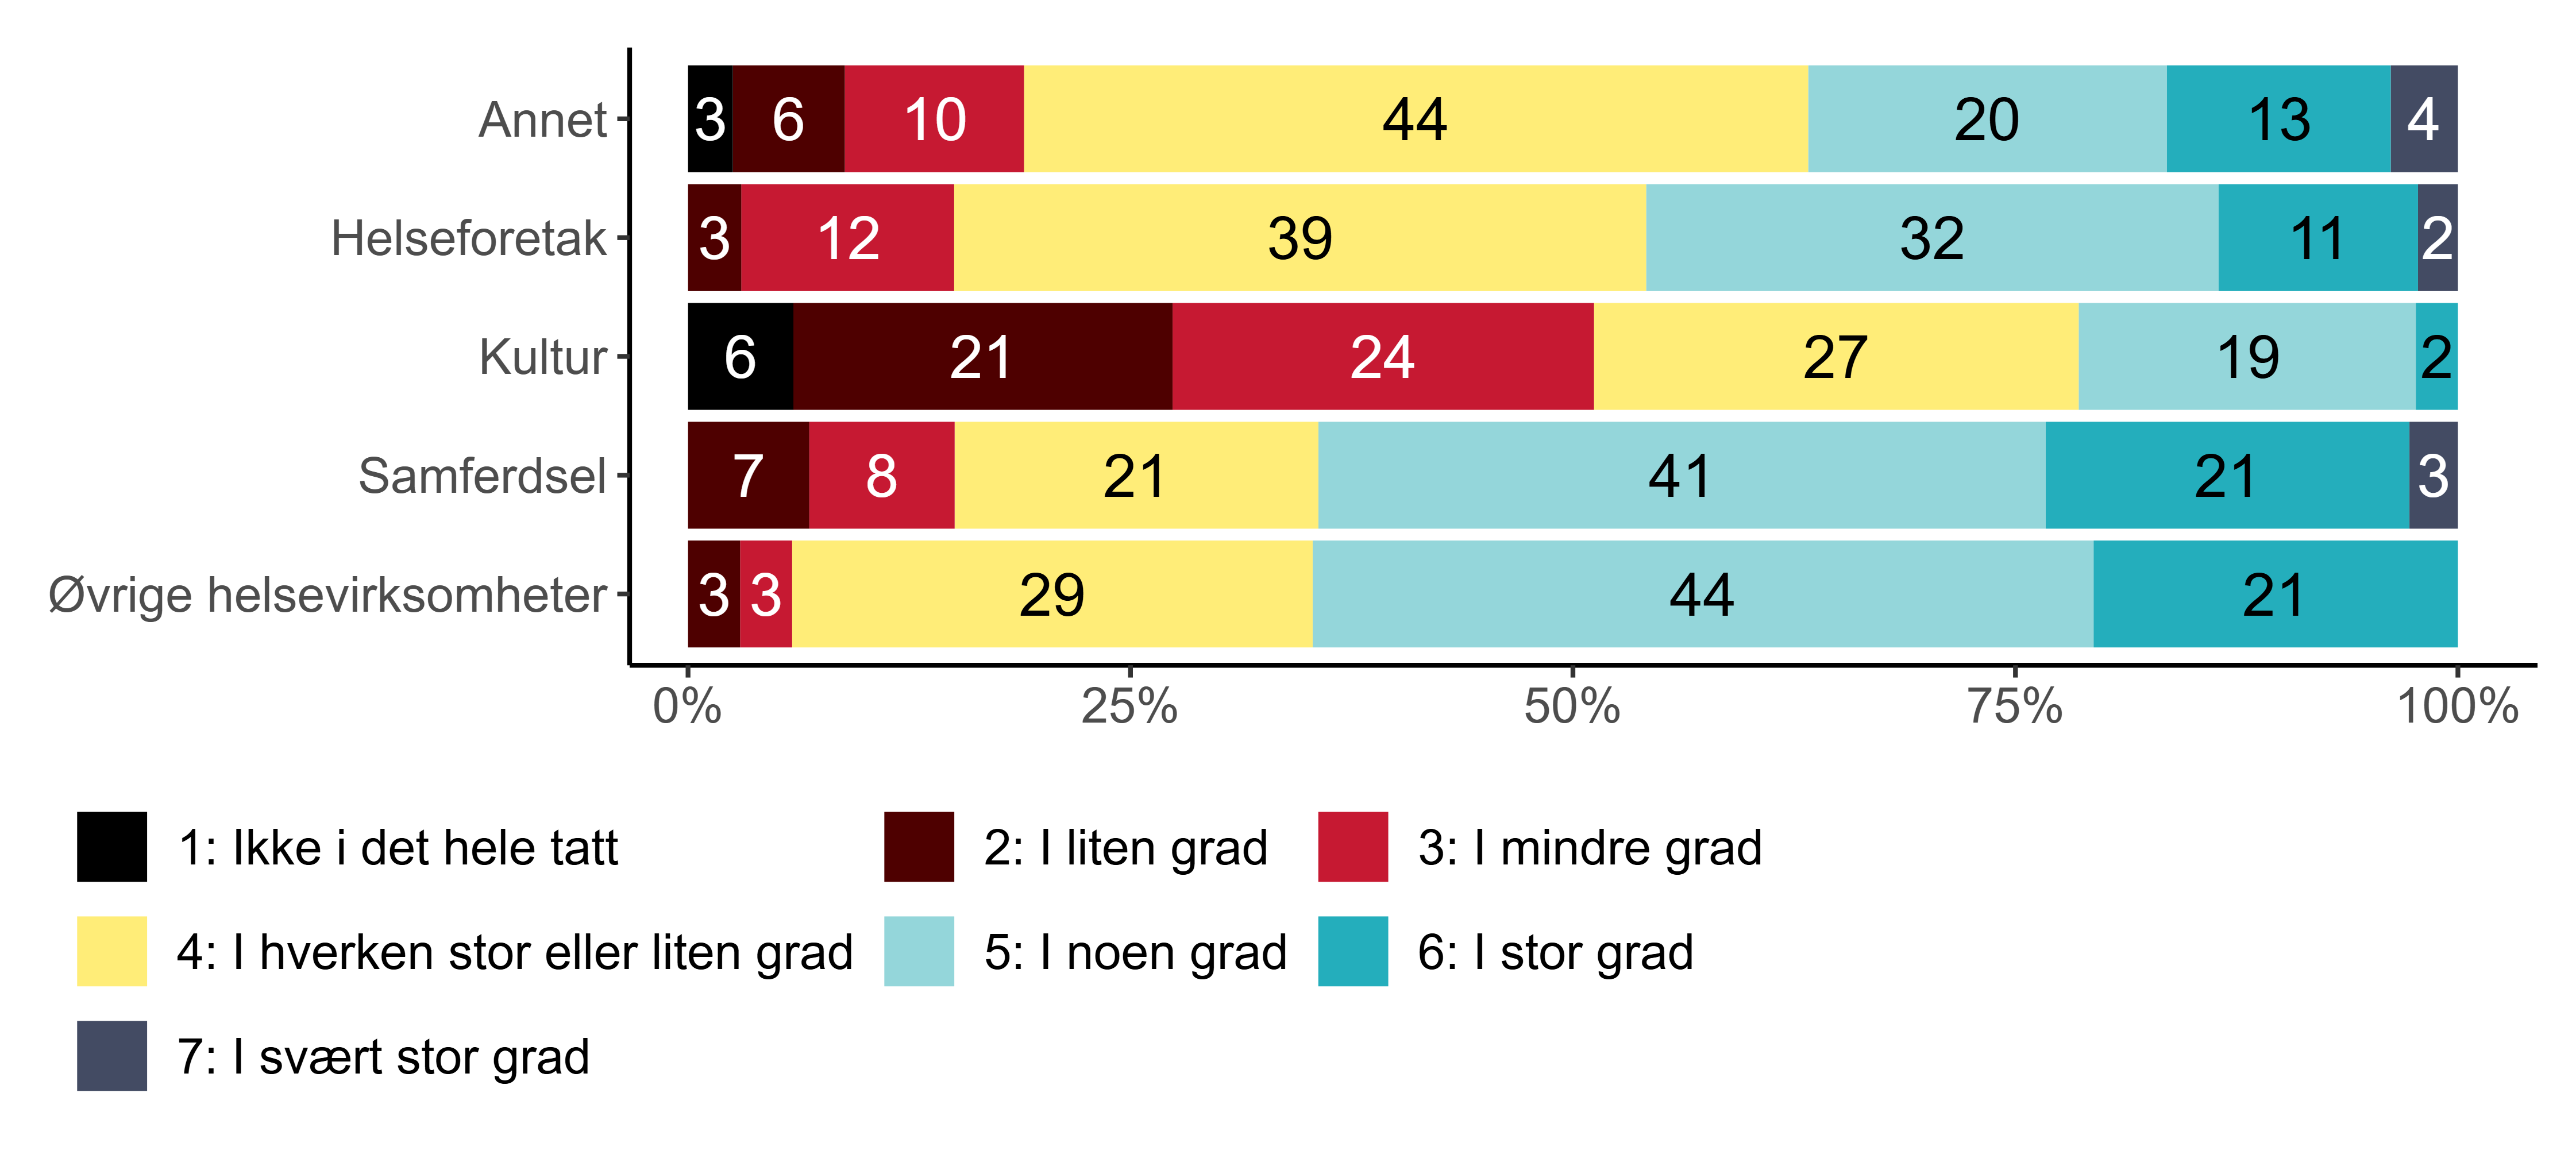 Annet 3 6 10 44 20 13 4
Helseforetak 3 12 39 32 11 2
Kultur 6 21 24 27 19 2
Samferdsel 7 8 21 41 21 3
Øvrige helsevirksomheter 3 3 29 44 21
0% 25% 50% 75% 100%
1: Ikke i det hele tatt 2: I liten grad 3: I mindre grad
4: I hverken stor eller liten grad 5: I noen grad 6: I stor grad
7: I svært stor grad